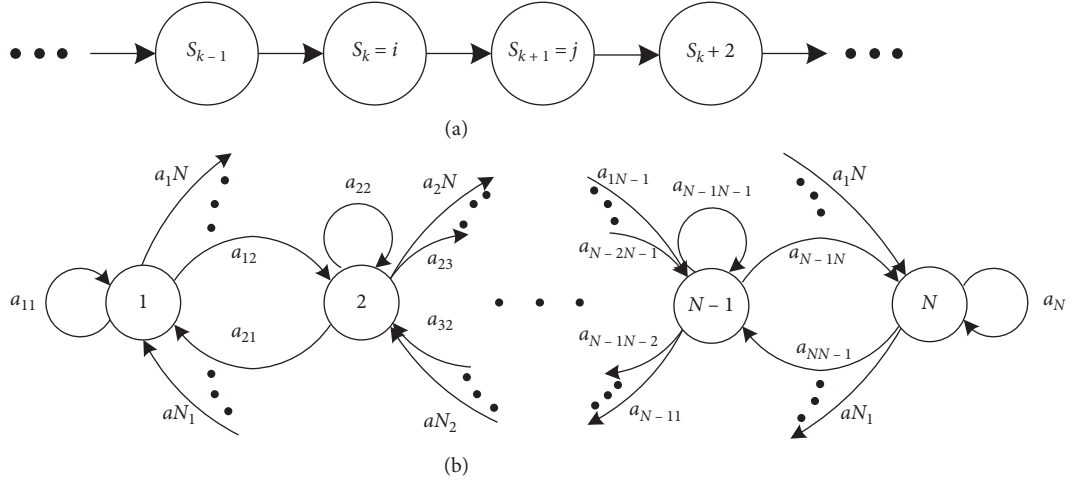 S_{k-1} S_k = i S_{k+1} = j S_k + 2
(a)
a_1N a_22 a_2N a_{1N-1} a_{N-1N-1} a_1N
a_12 a_23 a_{N-2N-1} a_{N-1N}
a_11 1 2 N-1 N a_N
a_21 a_32 a_{N-1N-2} a_{NN-1}
aN_1 aN_2 a_{N-11} aN_1
(b)